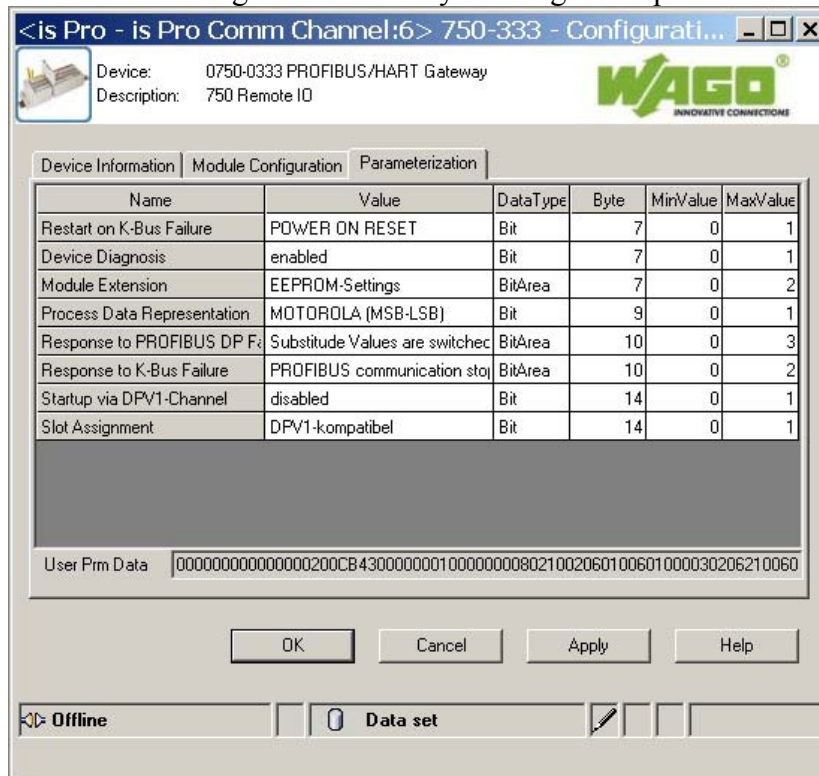 <is Pro - is Pro Comm Channel:6> 750-333 - Configurati...
Device: 0750-0333 PROFIBUS/HART Gateway
Description: 750 Remote IO
WAGO®
INNOVATIVE CONNECTIONS
Device Information Module Configuration Parameterization
Name Value DataType Byte MinValue MaxValue
Restart on K-Bus Failure POWER ON RESET Bit 7 0 1
Device Diagnosis enabled Bit 7 0 1
Module Extension EEPROM-Settings BitArea 7 0 2
Process Data Representation MOTOROLA (MSB-LSB) Bit 9 0 1
Response to PROFIBUS DP Fa Substitude Values are switched BitArea 10 0 3
Response to K-Bus Failure PROFIBUS communication stop BitArea 10 0 2
Startup via DPV1-Channel disabled Bit 14 0 1
Slot Assignment DPV1-kompatibel Bit 14 0 1
User Prm Data
OK Cancel Apply Help
Offline Data set